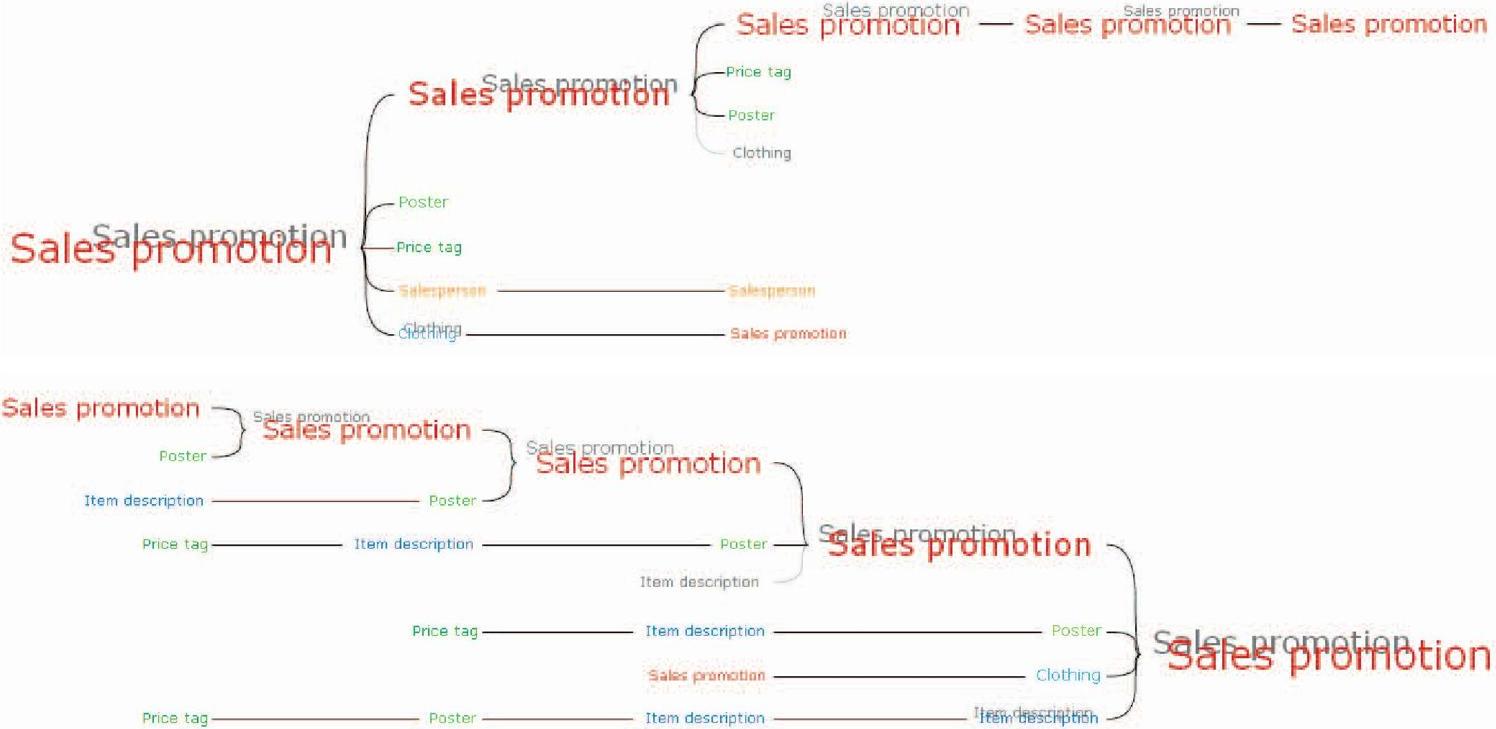 Sales promotion
Sales promotion Sales promotion Sales promotion
Sales promotion
Price tag
Sales promotion
Sales promotion
Poster
Clothing
Poster
Sales promotion
Sales promotion
Price tag
Salesperson Salesperson
Clothing
Clothing Sales promotion
Sales promotion
Sales promotion
Sales promotion
Sales promotion
Poster
Sales promotion
Item description Poster
Sales promotion
Price tag Item description Poster Sales promotion
Item description
Price tag Item description Poster
Sales promotion
Sales promotion
Sales promotion Clothing
Item description
Price tag Poster Item description Item description